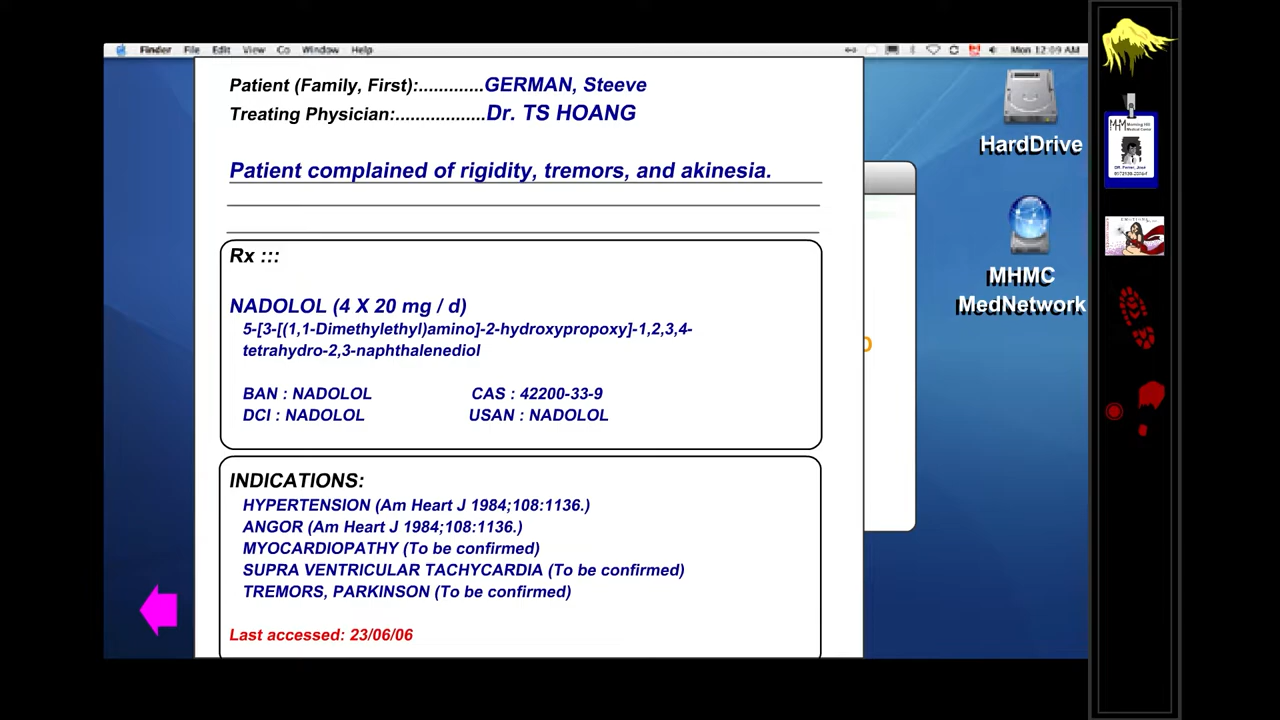 Finder File Edit View Go Window Help Mon 12:09 AM
Patient (Family, First):.............GERMAN, Steeve
Treating Physician:..................Dr. TS HOANG
Patient complained of rigidity, tremors, and akinesia.
Rx :::
NADOLOL (4 X 20 mg / d)
5-[3-[(1,1-Dimethylethyl)amino]-2-hydroxypropoxy]-1,2,3,4-
tetrahydro-2,3-naphthalenediol
BAN : NADOLOL CAS : 42200-33-9
DCI : NADOLOL USAN : NADOLOL
INDICATIONS:
HYPERTENSION (Am Heart J 1984;108:1136.)
ANGOR (Am Heart J 1984;108:1136.)
MYOCARDIOPATHY (To be confirmed)
SUPRA VENTRICULAR TACHYCARDIA (To be confirmed)
TREMORS, PARKINSON (To be confirmed)
Last accessed: 23/06/06
HardDrive
MHMC
MedNetwork